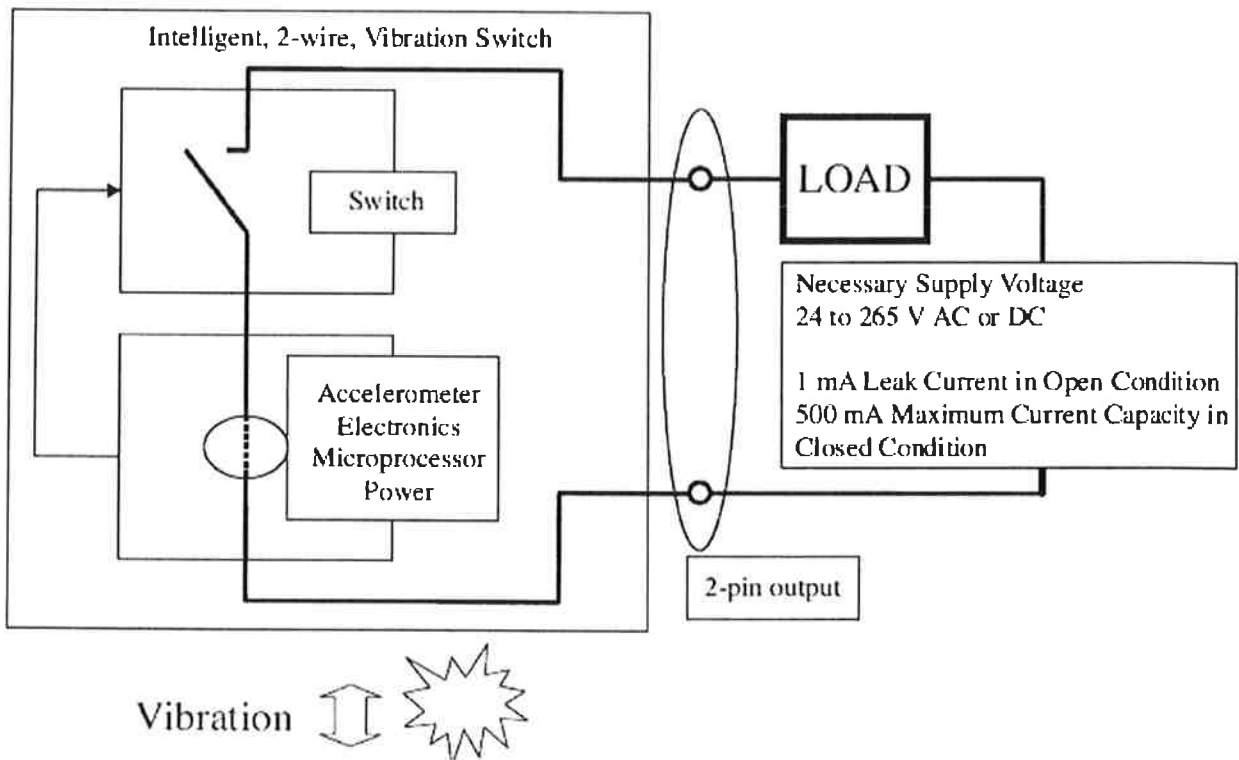 Intelligent, 2-wire, Vibration Switch
Switch
LOAD
Necessary Supply Voltage
24 to 265 V AC or DC
1 mA Leak Current in Open Condition
500 mA Maximum Current Capacity in
Closed Condition
Accelerometer
Electronics
Microprocessor
Power
2-pin output
Vibration